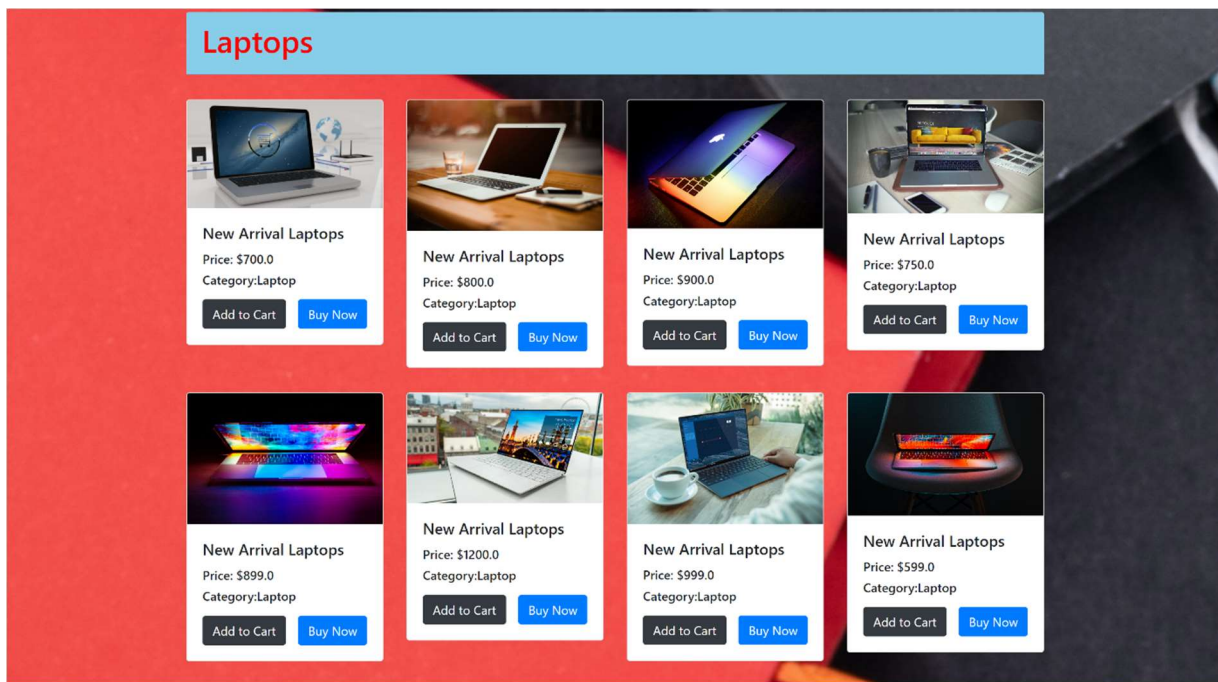 Laptops
New Arrival Laptops
Price: $700.0
Category:Laptop
Add to Cart
Buy Now
New Arrival Laptops
Price: $800.0
Category:Laptop
Add to Cart
Buy Now
New Arrival Laptops
Price: $900.0
Category:Laptop
Add to Cart
Buy Now
New Arrival Laptops
Price: $750.0
Category:Laptop
Add to Cart
Buy Now
New Arrival Laptops
Price: $899.0
Category:Laptop
Add to Cart
Buy Now
New Arrival Laptops
Price: $1200.0
Category:Laptop
Add to Cart
Buy Now
New Arrival Laptops
Price: $999.0
Category:Laptop
Add to Cart
Buy Now
New Arrival Laptops
Price: $599.0
Category:Laptop
Add to Cart
Buy Now